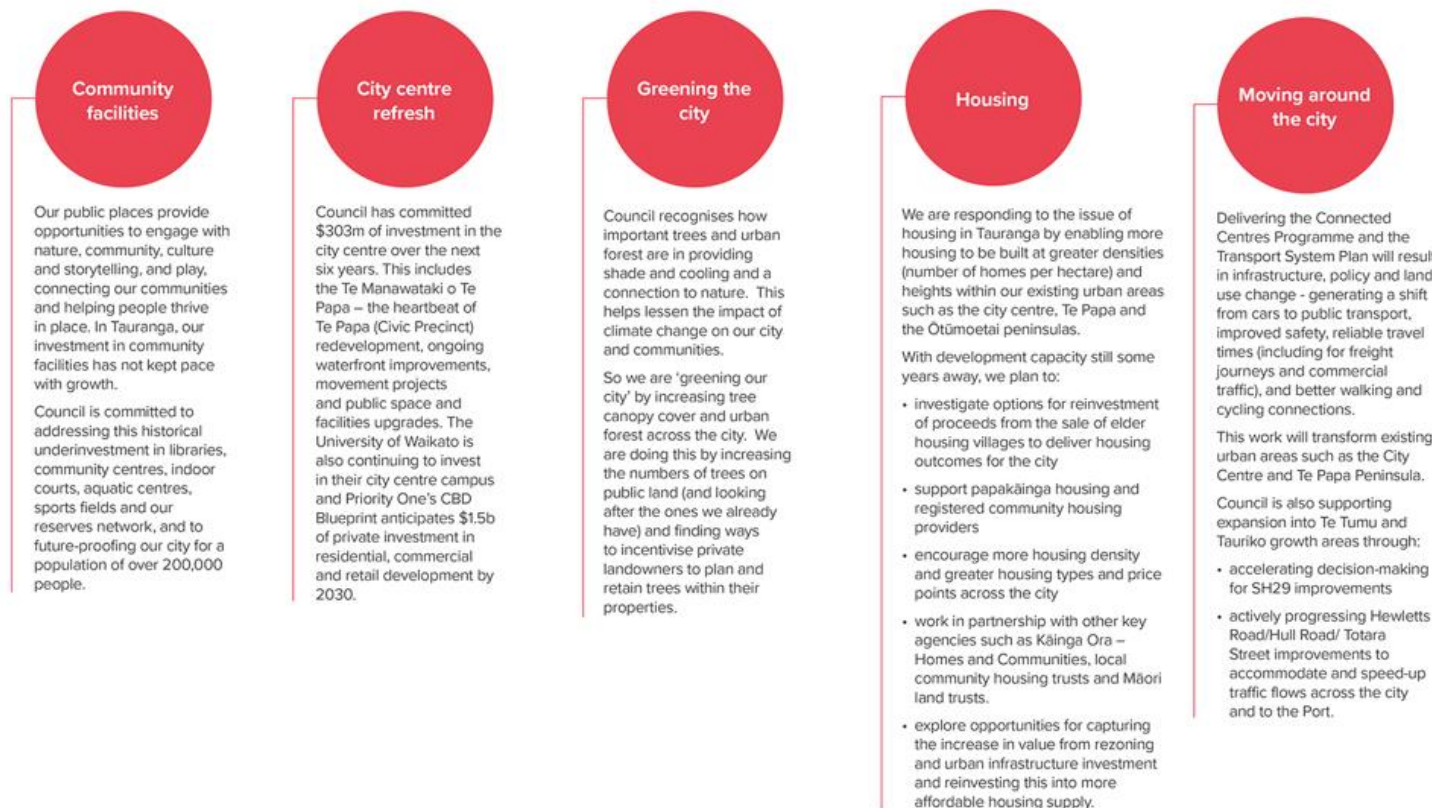 Community
facilities
Our public places provide
opportunities to engage with
nature, community, culture
and storytelling, and play,
connecting our communities
and helping people thrive
in place. In Tauranga, our
investment in community
facilities has not kept pace
with growth.
Council is committed to
addressing this historical
underinvestment in libraries,
community centres, indoor
courts, aquatic centres,
sports fields and our
reserves network, and to
future-proofing our city for a
population of over 200,000
people.
City centre
refresh
Council has committed
$303m of investment in the
city centre over the next
six years. This includes
the Te Manawataki o Te
Papa – the heartbeat of
Te Papa (Civic Precinct)
redevelopment, ongoing
waterfront improvements,
movement projects
and public space and
facilities upgrades. The
University of Waikato is
also continuing to invest
in their city centre campus
and Priority One's CBD
Blueprint anticipates $1.5b
of private investment in
residential, commercial
and retail development by
2030.
Greening the
city
Council recognises how
important trees and urban
forest are in providing
shade and cooling and a
connection to nature. This
helps lessen the impact of
climate change on our city
and communities.
So we are 'greening our
city' by increasing tree
canopy cover and urban
forest across the city. We
are doing this by increasing
the numbers of trees on
public land (and looking
after the ones we already
have) and finding ways
to incentivise private
landowners to plan and
retain trees within their
properties.
Housing
We are responding to the issue of
housing in Tauranga by enabling more
housing to be built at greater densities
(number of homes per hectare) and
heights within our existing urban areas
such as the city centre, Te Papa and
the Ōtūmoetai peninsulas.
With development capacity still some
years away, we plan to:
• investigate options for reinvestment
of proceeds from the sale of elder
housing villages to deliver housing
outcomes for the city
• support papakāinga housing and
registered community housing
providers
• encourage more housing density
and greater housing types and price
points across the city
• work in partnership with other key
agencies such as Kāinga Ora –
Homes and Communities, local
community housing trusts and Māori
land trusts.
• explore opportunities for capturing
the increase in value from rezoning
and urban infrastructure investment
and reinvesting this into more
affordable housing supply.
Moving around
the city
Delivering the Connected
Centres Programme and the
Transport System Plan will result
in infrastructure, policy and land
use change - generating a shift
from cars to public transport,
improved safety, reliable travel
times (including for freight
journeys and commercial
traffic), and better walking and
cycling connections.
This work will transform existing
urban areas such as the City
Centre and Te Papa Peninsula.
Council is also supporting
expansion into Te Tumu and
Tauriko growth areas through:
• accelerating decision-making
for SH29 improvements
• actively progressing Hewletts
Road/Hull Road/ Totara
Street improvements to
accommodate and speed-up
traffic flows across the city
and to the Port.